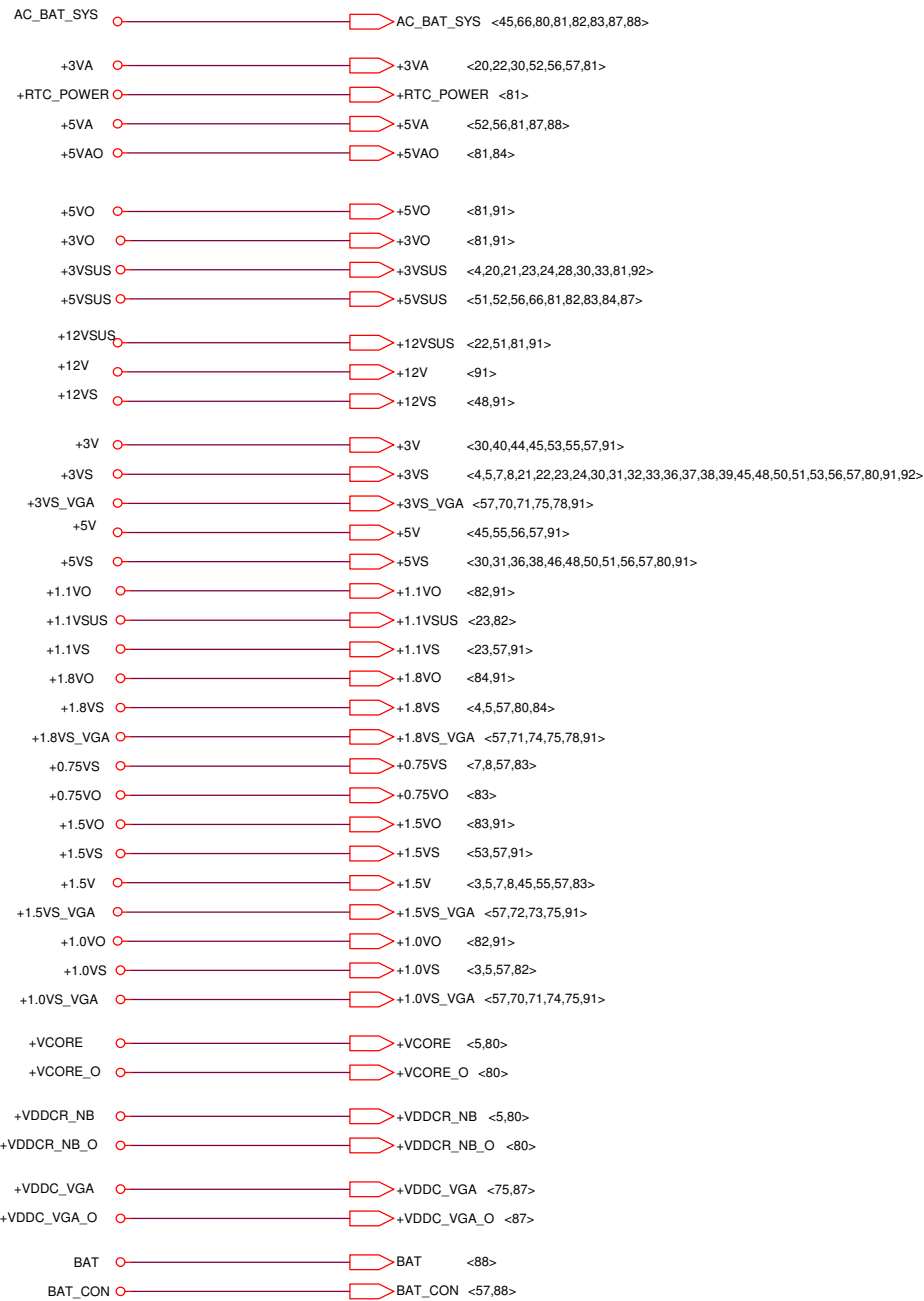 AC_BAT_SYS AC_BAT_SYS <45,66,80,81,82,83,87,88>
+3VA +3VA <20,22,30,52,56,57,81>
+RTC_POWER +RTC_POWER <81>
+5VA +5VA <52,56,81,87,88>
+5VAO +5VAO <81,84>
+5VO +5VO <81,91>
+3VO +3VO <81,91>
+3VSUS +3VSUS <4,20,21,23,24,28,30,33,81,92>
+5VSUS +5VSUS <51,52,56,66,81,82,83,84,87>
+12VSUS +12VSUS <22,51,81,91>
+12V +12V <91>
+12VS +12VS <48,91>
+3V +3V <30,40,44,45,53,55,57,91>
+3VS +3VS <4,5,7,8,21,22,23,24,30,31,32,33,36,37,38,39,45,48,50,51,53,56,57,80,91,92>
+3VS_VGA +3VS_VGA <57,70,71,75,78,91>
+5V +5V <45,55,56,57,91>
+5VS +5VS <30,31,36,38,46,48,50,51,56,57,80,91>
+1.1VO +1.1VO <82,91>
+1.1VSUS +1.1VSUS <23,82>
+1.1VS +1.1VS <23,57,91>
+1.8VO +1.8VO <84,91>
+1.8VS +1.8VS <4,5,57,80,84>
+1.8VS_VGA +1.8VS_VGA <57,71,74,75,78,91>
+0.75VS +0.75VS <7,8,57,83>
+0.75VO +0.75VO <83>
+1.5VO +1.5VO <83,91>
+1.5VS +1.5VS <53,57,91>
+1.5V +1.5V <3,5,7,8,45,55,57,83>
+1.5VS_VGA +1.5VS_VGA <57,72,73,75,91>
+1.0VO +1.0VO <82,91>
+1.0VS +1.0VS <3,5,57,82>
+1.0VS_VGA +1.0VS_VGA <57,70,71,74,75,91>
+VCORE +VCORE <5,80>
+VCORE_O +VCORE_O <80>
+VDDCR_NB +VDDCR_NB <5,80>
+VDDCR_NB_O +VDDCR_NB_O <80>
+VDDC_VGA +VDDC_VGA <75,87>
+VDDC_VGA_O +VDDC_VGA_O <87>
BAT BAT <88>
BAT_CON BAT_CON <57,88>